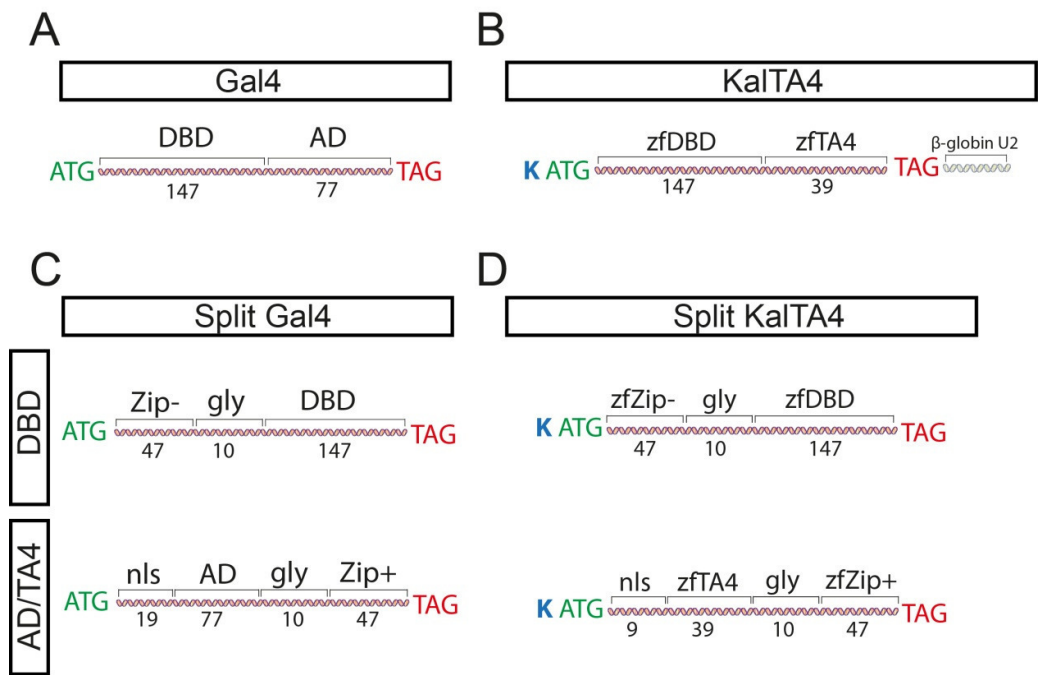 A
Gal4
DBD AD
ATG TAG
147 77
B
KalTA4
zfDBD zfTA4 β-globin U2
K ATG TAG
147 39
C
Split Gal4
DBD
Zip- gly DBD
ATG TAG
47 10 147
AD/TA4
nls AD gly Zip+
ATG TAG
19 77 10 47
D
Split KalTA4
zfZip- gly zfDBD
K ATG TAG
47 10 147
nls zfTA4 gly zfZip+
K ATG TAG
9 39 10 47